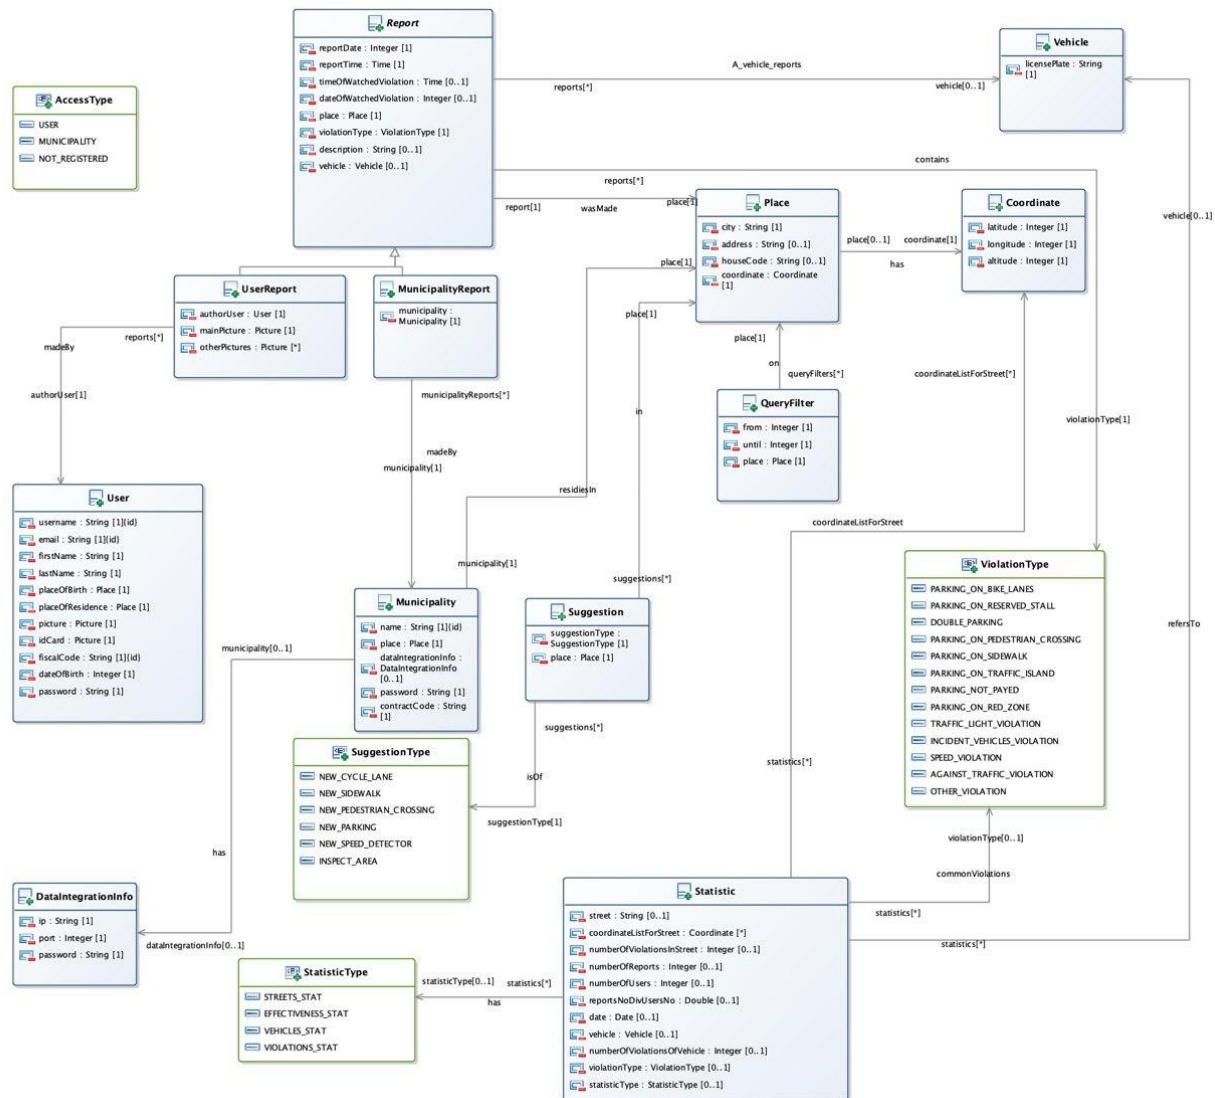 Report
reportDate : Integer [1]
reportTime : Time [1]
timeOfWatchedViolation : Time [0..1]
dateOfWatchedViolation : Integer [0..1]
place : Place [1]
violationType : ViolationType [1]
description : String [0..1]
vehicle : Vehicle [0..1]
A_vehicle_reports
reports[*]
vehicle[0..1]
Vehicle
licensePlate : String
[1]
AccessType
USER
MUNICIPALITY
NOT_REGISTERED
contains
reports[*]
report[1]
wasMade
place[1]
Place
city : String [1]
address : String [0..1]
houseCode : String [0..1]
coordinate : Coordinate
[1]
place[0..1]
coordinate[1]
has
Coordinate
latitude : Integer [1]
longitude : Integer [1]
altitude : Integer [1]
vehicle[0..1]
UserReport
authorUser : User [1]
mainPicture : Picture [1]
otherPictures : Picture [*]
MunicipalityReport
municipality :
Municipality [1]
place[1]
place[1]
place[1]
on
queryFilters[*]
coordinateListForStreet[*]
reports[*]
madeBy
authorUser[1]
municipalityReports[*]
madeBy
municipality[1]
in
QueryFilter
from : Integer [1]
until : Integer [1]
place : Place [1]
violationType[1]
User
username : String [1]{id}
email : String [1]{id}
firstName : String [1]
lastName : String [1]
placeOfBirth : Place [1]
placeOfResidence : Place [1]
picture : Picture [1]
idCard : Picture [1]
fiscalCode : String [1]{id}
dateOfBirth : Integer [1]
password : String [1]
residiesIn
coordinateListForStreet
municipality[1]
suggestions[*]
Municipality
name : String [1]{id}
place : Place [1]
dataIntegrationInfo :
DataIntegrationInfo
[0..1]
password : String [1]
contractCode : String
[1]
Suggestion
suggestionType :
SuggestionType [1]
place : Place [1]
ViolationType
PARKING_ON_BIKE_LANES
PARKING_ON_RESERVED_STALL
DOUBLE_PARKING
PARKING_ON_PEDESTRIAN_CROSSING
PARKING_ON_SIDEWALK
PARKING_ON_TRAFFIC_ISLAND
PARKING_NOT_PAYED
PARKING_ON_RED_ZONE
TRAFFIC_LIGHT_VIOLATION
INCIDENT_VEHICLES_VIOLATION
SPEED_VIOLATION
AGAINST_TRAFFIC_VIOLATION
OTHER_VIOLATION
refersTo
municipality[0..1]
suggestions[*]
isOf
suggestionType[1]
SuggestionType
NEW_CYCLE_LANE
NEW_SIDEWALK
NEW_PEDESTRIAN_CROSSING
NEW_PARKING
NEW_SPEED_DETECTOR
INSPECT_AREA
statistics[*]
violationType[0..1]
commonViolations
statistics[*]
statistics[*]
has
DataIntegrationInfo
ip : String [1]
port : Integer [1]
password : String [1]
dataIntegrationInfo[0..1]
StatisticType
STREETS_STAT
EFFECTIVENESS_STAT
VEHICLES_STAT
VIOLATIONS_STAT
statisticType[0..1]
statistics[*]
has
Statistic
street : String [0..1]
coordinateListForStreet : Coordinate [*]
numberOfViolationsInStreet : Integer [0..1]
numberOfReports : Integer [0..1]
numberOfUsers : Integer [0..1]
reportsNoDivUsersNo : Double [0..1]
date : Date [0..1]
vehicle : Vehicle [0..1]
numberOfViolationsOfVehicle : Integer [0..1]
violationType : ViolationType [0..1]
statisticType : StatisticType [0..1]